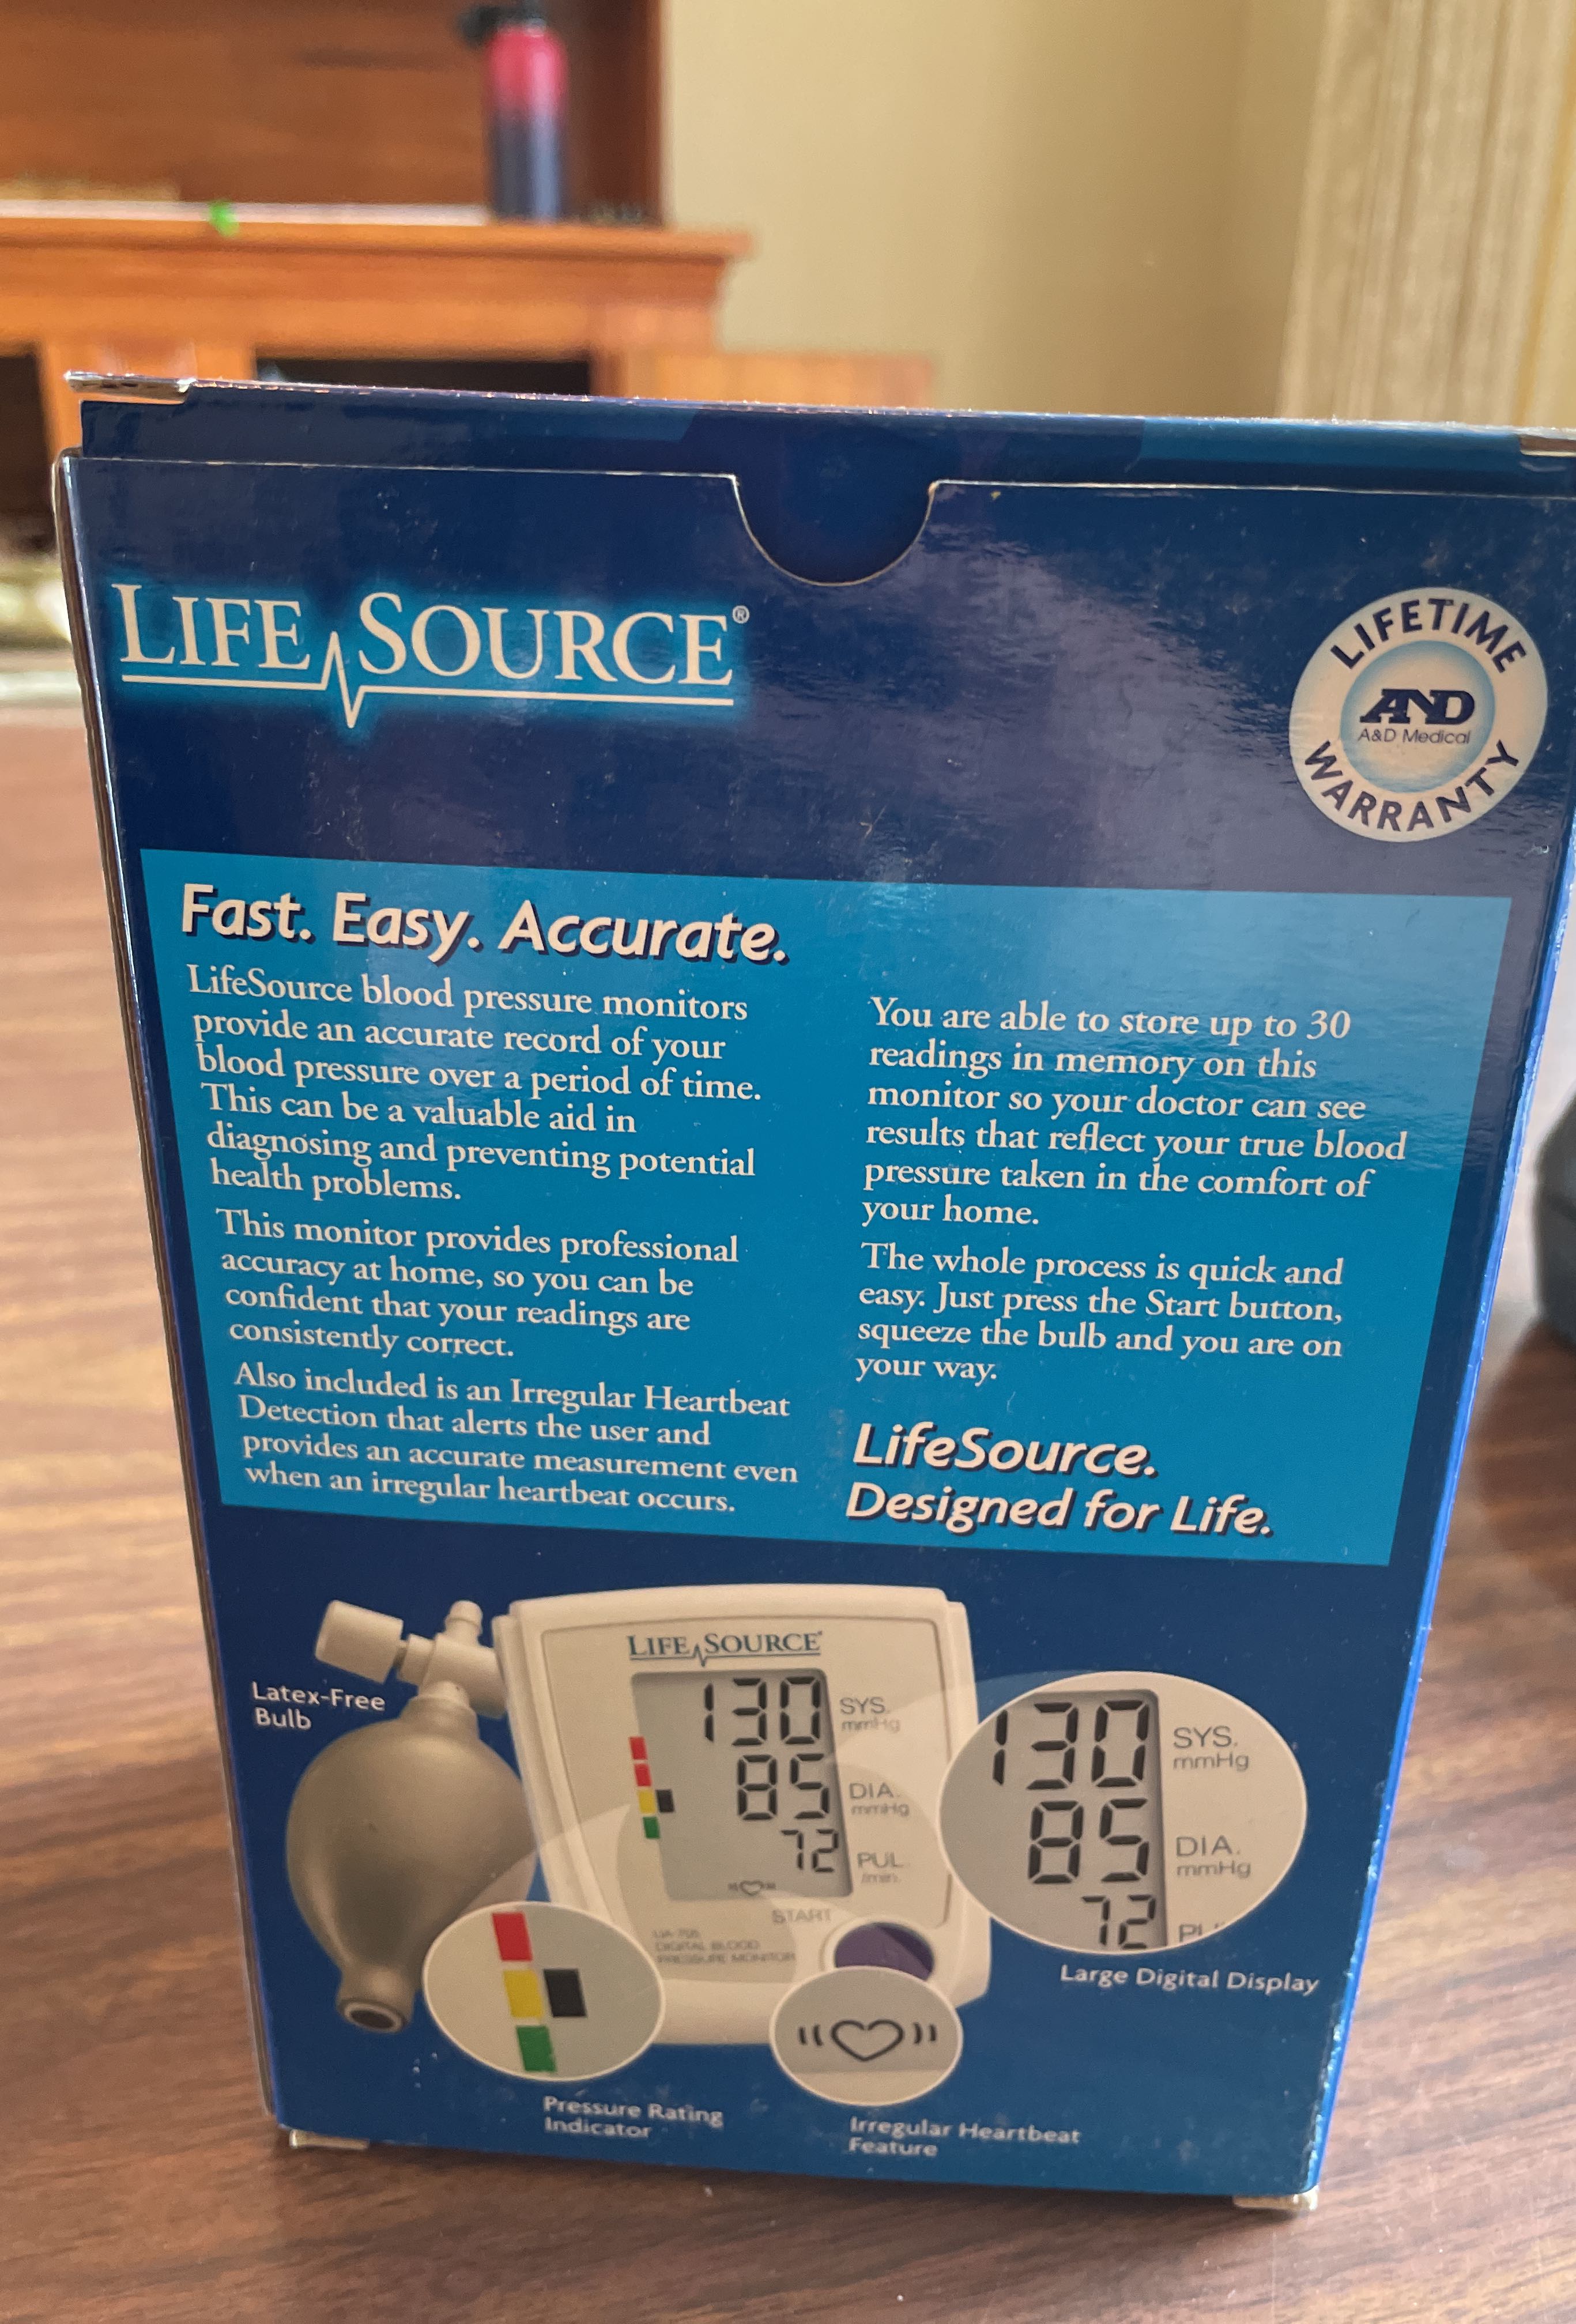 LIFESOURCE®
LIFETIME
AND
A&D Medical
WARRANTY
Fast. Easy. Accurate.
LifeSource blood pressure monitors
provide an accurate record of your
blood pressure over a period of time.
This can be a valuable aid in
diagnosing and preventing potential
health problems.
This monitor provides professional
accuracy at home, so you can be
confident that your readings are
consistently correct.
Also included is an Irregular Heartbeat
Detection that alerts the user and
provides an accurate measurement even
when an irregular heartbeat occurs.
You are able to store up to 30
readings in memory on this
monitor so your doctor can see
results that reflect your true blood
pressure taken in the comfort of
your home.
The whole process is quick and
easy. Just press the Start button,
squeeze the bulb and you are on
your way.
LifeSource.
Designed for Life.
Latex-Free
Bulb
LIFESOURCE
130 SYS.
mmHg
85 DIA.
mmHg
72 PUL.
/min.
START
UA-705
DIGITAL BLOOD
PRESSURE MONITOR
130 SYS.
mmHg
85 DIA.
mmHg
72
Large Digital Display
Pressure Rating
Indicator
Irregular Heartbeat
Feature